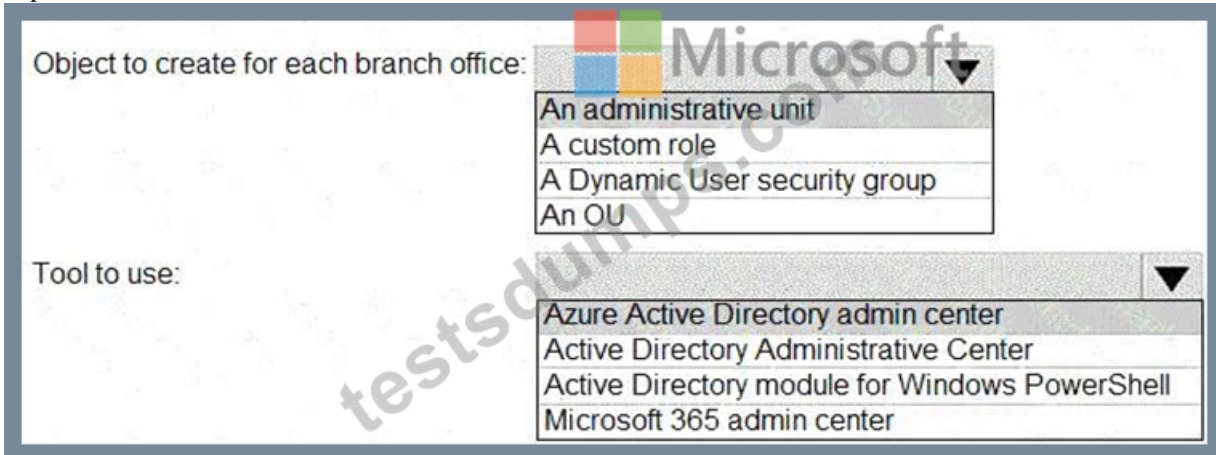 Microsoft
Object to create for each branch office:
An administrative unit
A custom role
A Dynamic User security group
An OU
Tool to use:
Azure Active Directory admin center
Active Directory Administrative Center
Active Directory module for Windows PowerShell
Microsoft 365 admin center
testsdumps.com